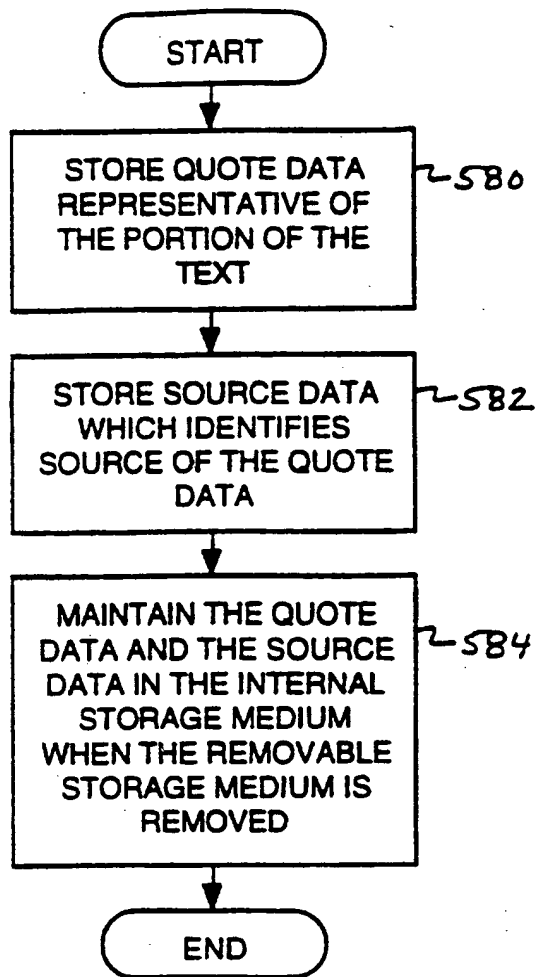 START
STORE QUOTE DATA
REPRESENTATIVE OF
THE PORTION OF THE
TEXT
580
STORE SOURCE DATA
WHICH IDENTIFIES
SOURCE OF THE QUOTE
DATA
582
MAINTAIN THE QUOTE
DATA AND THE SOURCE
DATA IN THE INTERNAL
STORAGE MEDIUM
WHEN THE REMOVABLE
STORAGE MEDIUM IS
REMOVED
584
END